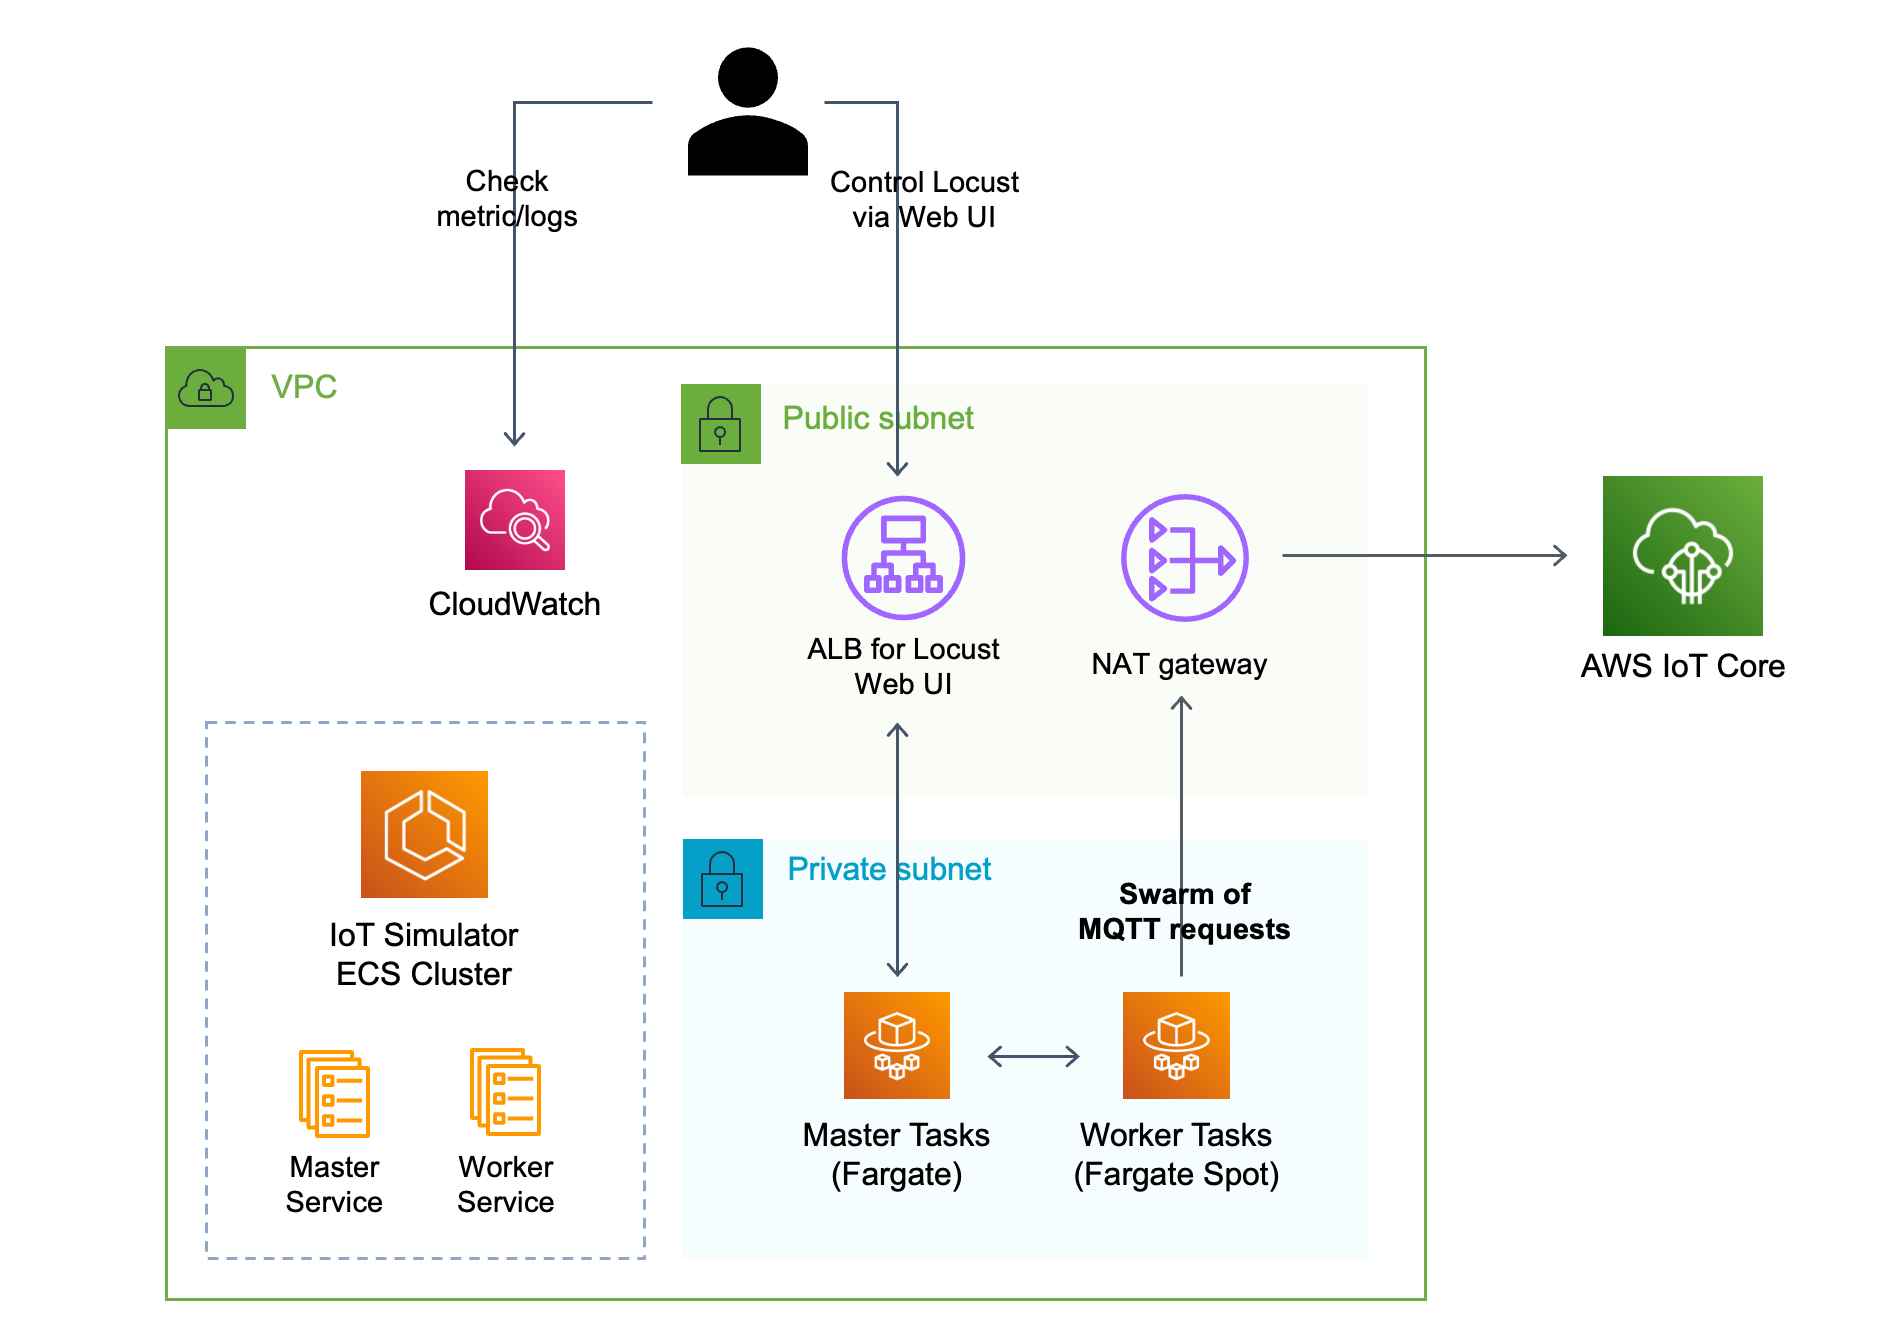 Check
metric/logs
Control Locust
via Web UI
VPC
Public subnet
CloudWatch
ALB for Locust
Web UI
NAT gateway
AWS IoT Core
IoT Simulator
ECS Cluster
Master
Service
Worker
Service
Private subnet
Swarm of
MQTT requests
Master Tasks
(Fargate)
Worker Tasks
(Fargate Spot)